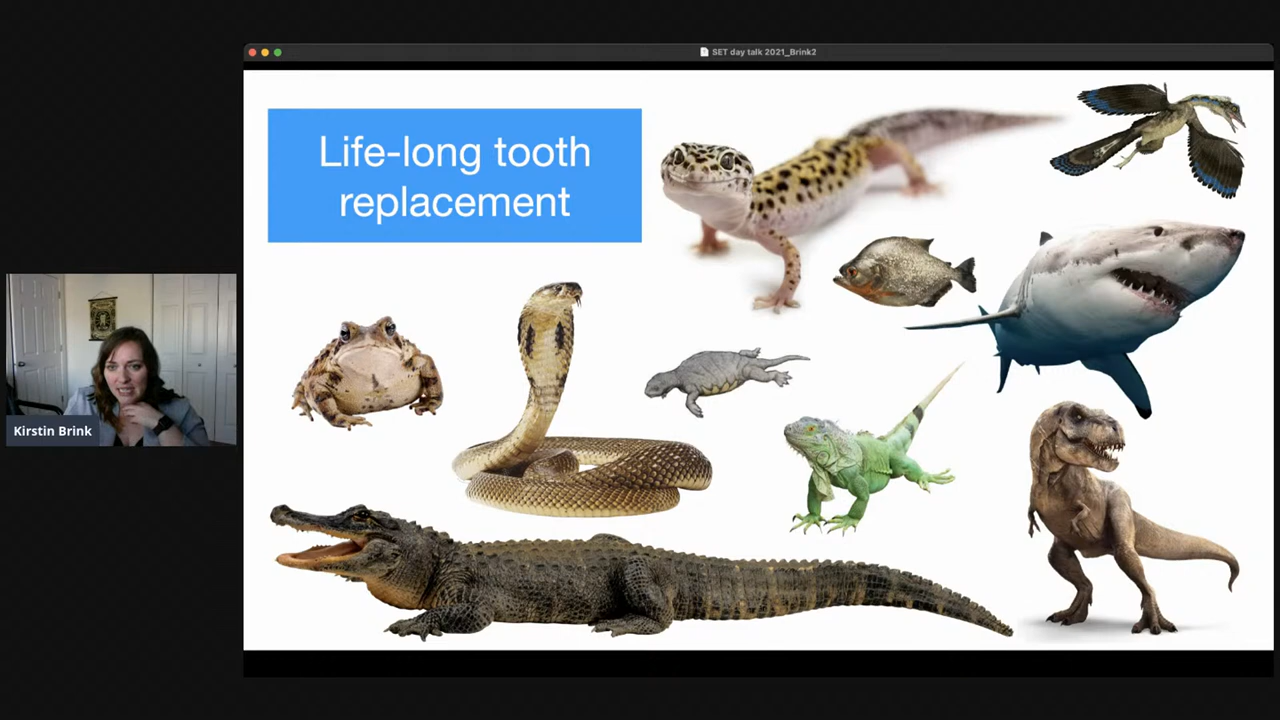 SET day talk 2021_Brink2
Life-long tooth
replacement
Kirstin Brink